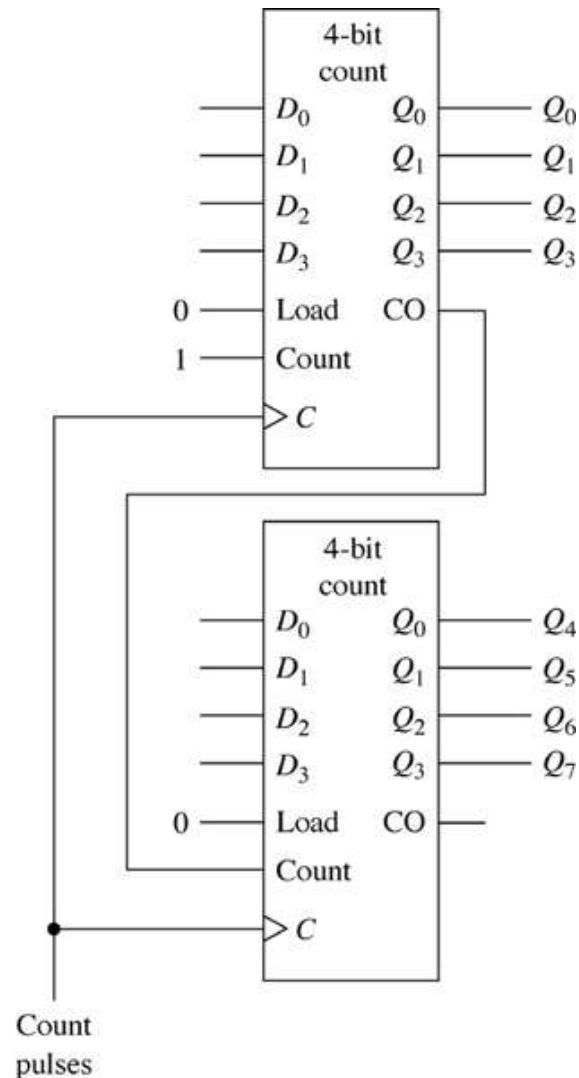 4-bit
count
D₀ Q₀ Q₀
D₁ Q₁ Q₁
D₂ Q₂ Q₂
D₃ Q₃ Q₃
0 Load CO
1 Count
C
4-bit
count
D₀ Q₀ Q₄
D₁ Q₁ Q₅
D₂ Q₂ Q₆
D₃ Q₃ Q₇
0 Load CO
Count
C
Count
pulses